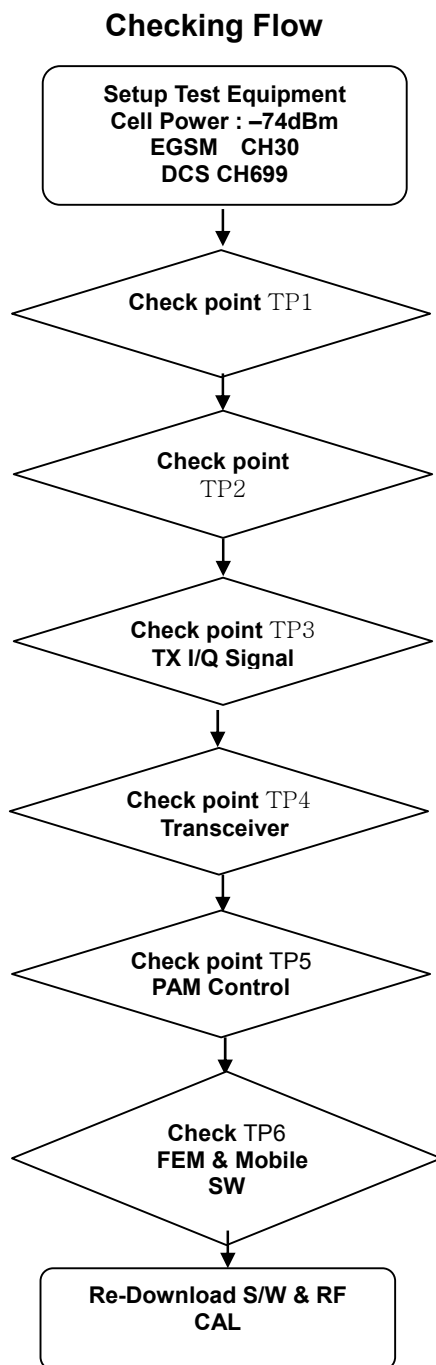 Checking Flow
Setup Test Equipment
Cell Power : –74dBm
EGSM CH30
DCS CH699
Check point TP1
Check point
TP2
Check point TP3
TX I/Q Signal
Check point TP4
Transceiver
Check point TP5
PAM Control
Check TP6
FEM & Mobile
SW
Re-Download S/W & RF
CAL